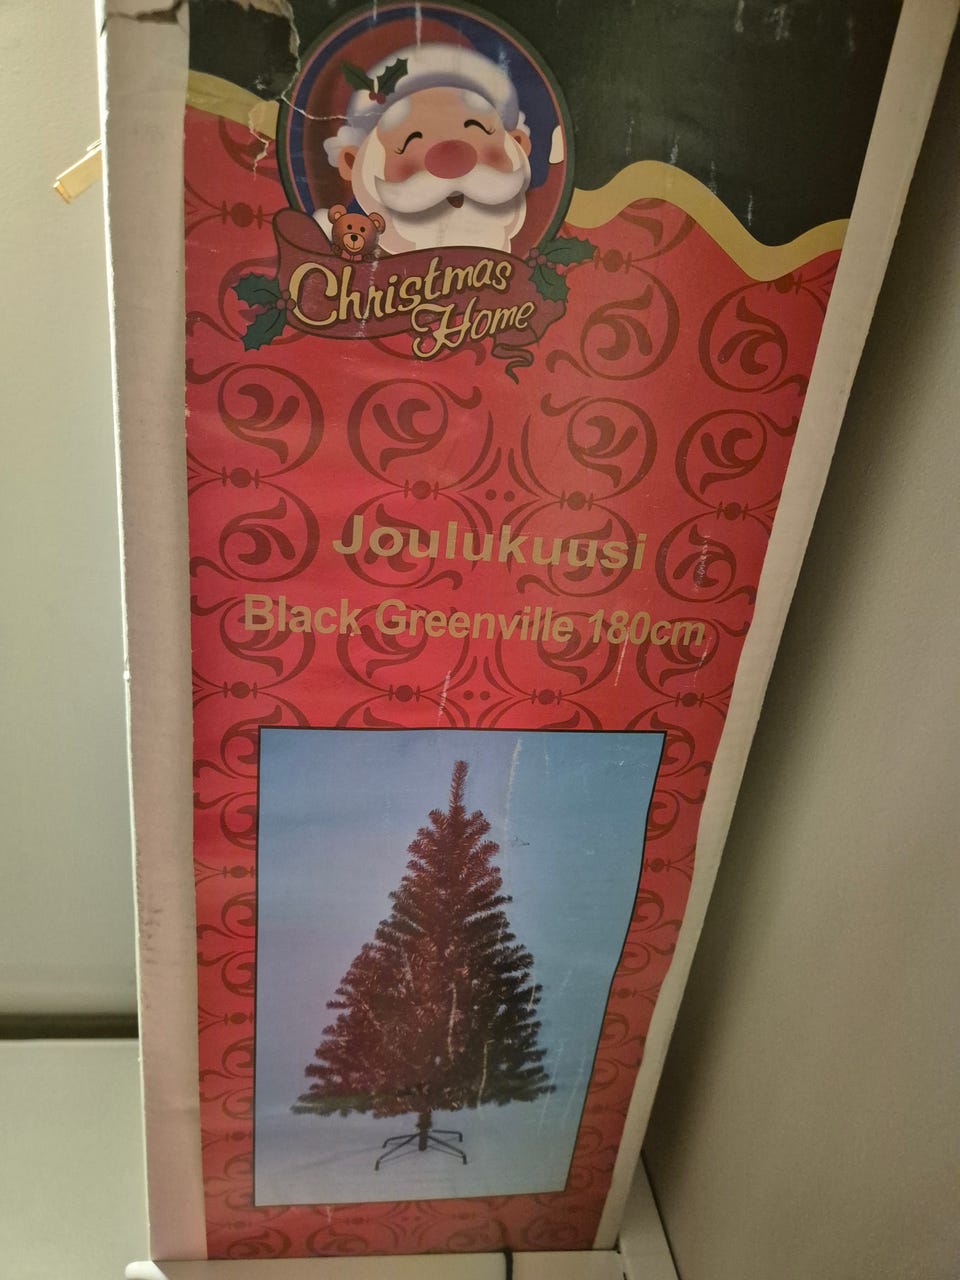 Christmas
Home
Joulukuusi
Black Greenville 180cm